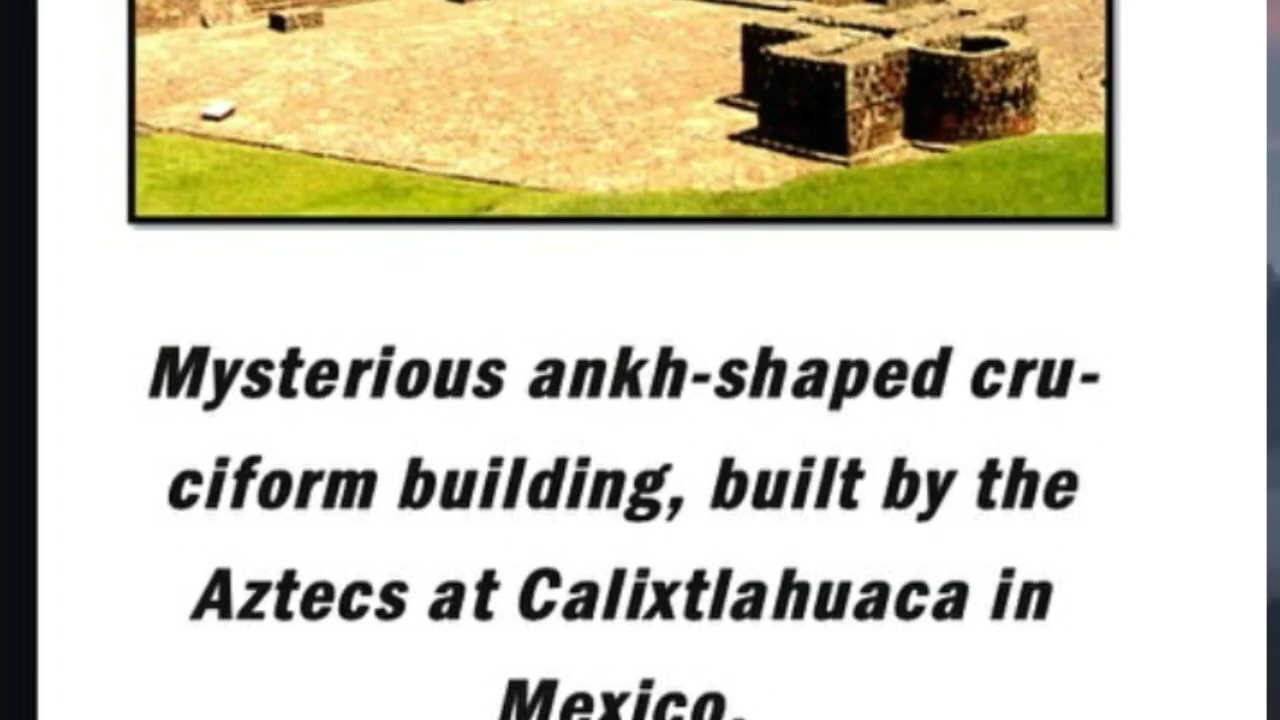 Mysterious ankh-shaped cru-
ciform building, built by the
Aztecs at Calixtlahuaca in
Mexico.